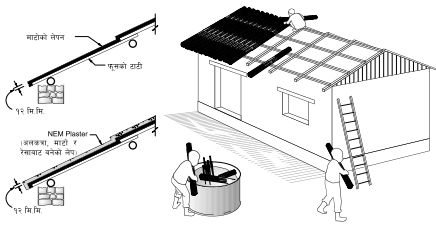 माटोको लेपन
फुसको टाटी
१२ मि.मि.
NEM Plaster
(अलकत्रा, माटो र
रेसाबाट बनेको लेप)
१२ मि.मि.